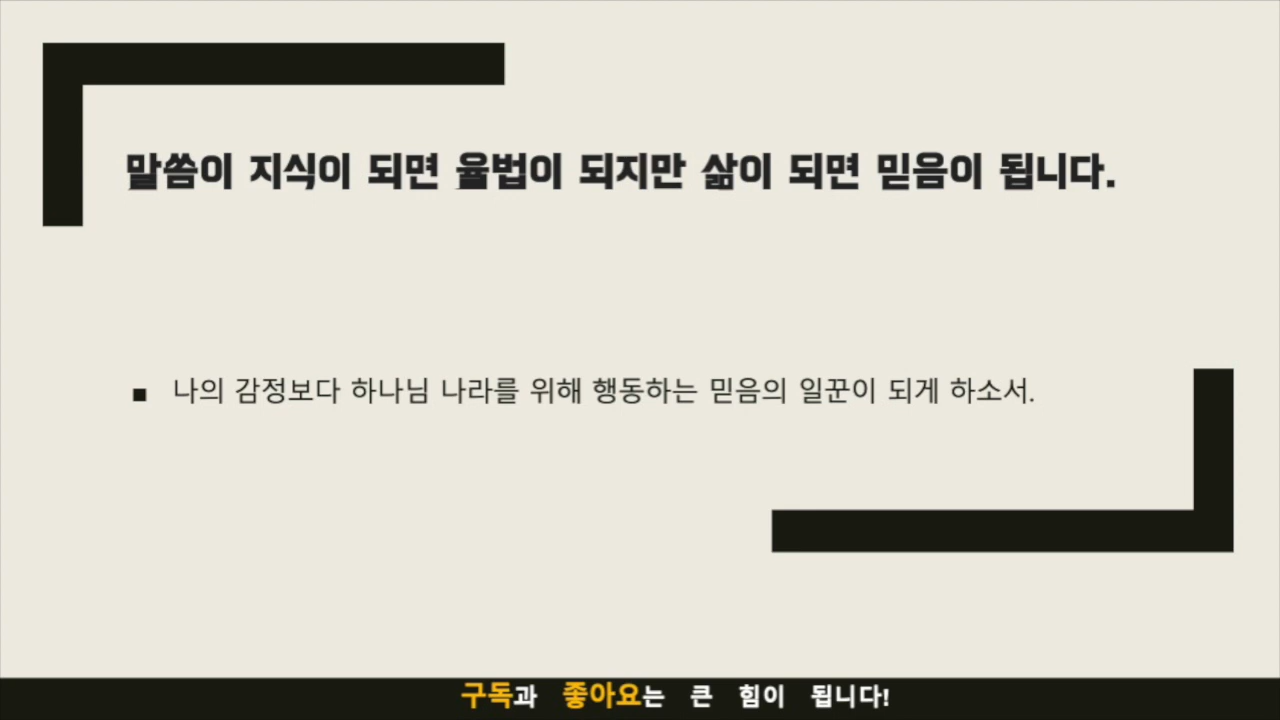 말씀이 지식이 되면 율법이 되지만 삶이 되면 믿음이 됩니다.
■ 나의 감정보다 하나님 나라를 위해 행동하는 믿음의 일꾼이 되게 하소서.
구독과 좋아요는 큰 힘이 됩니다!